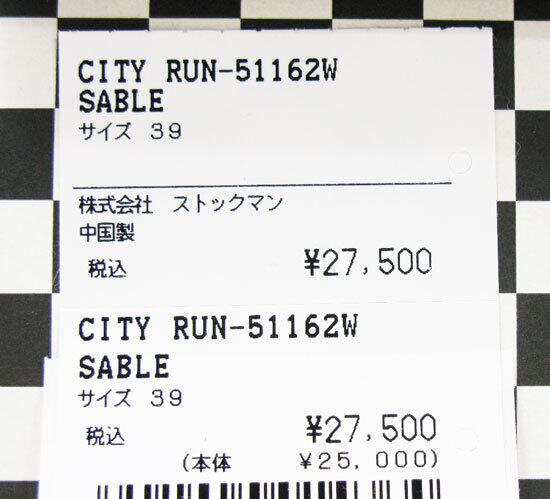 CITY RUN-51162W
SABLE
サイズ 39
株式会社 ストックマン
中国製
税込 ¥27,500
CITY RUN-51162W
SABLE
サイズ 39
税込 ¥27,500
(本体 ¥25,000)